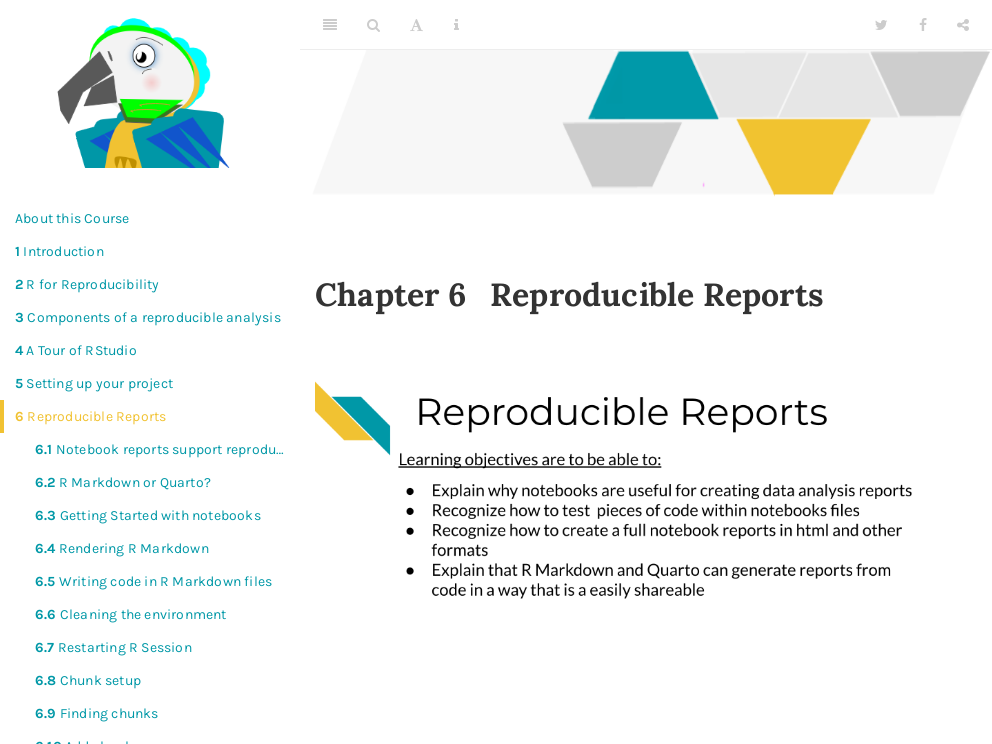 About this Course
1 Introduction
2 R for Reproducibility
3 Components of a reproducible analysis
4 A Tour of RStudio
5 Setting up your project
6 Reproducible Reports
6.1 Notebook reports support reprodu...
6.2 R Markdown or Quarto?
6.3 Getting Started with notebooks
6.4 Rendering R Markdown
6.5 Writing code in R Markdown files
6.6 Cleaning the environment
6.7 Restarting R Session
6.8 Chunk setup
6.9 Finding chunks
A
Chapter 6 Reproducible Reports
Reproducible Reports
Learning objectives are to be able to:
● Explain why notebooks are useful for creating data analysis reports
● Recognize how to test pieces of code within notebooks files
● Recognize how to create a full notebook reports in html and other
formats
● Explain that R Markdown and Quarto can generate reports from
code in a way that is a easily shareable